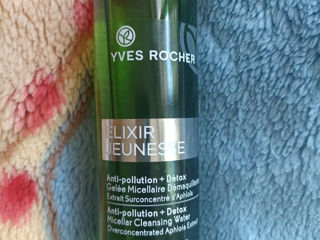 YVES ROCHER
ELIXIR
JEUNESSE
Anti-pollution + Detox
Gelée Micellaire Démaquillante
Extrait Surconcentré d'Aphloia
Anti-pollution + Detox
Micellar Cleansing Water
Overconcentrated Aphloia Extract